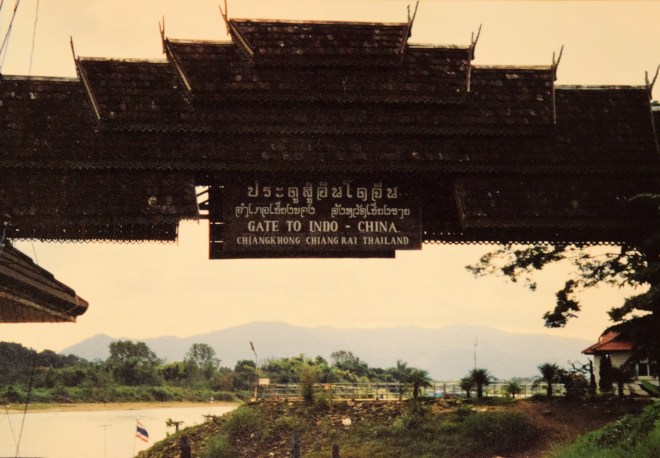 ประตูสู่อินโดจีน
อำเภอเชียงของ จังหวัดเชียงราย
GATE TO INDO - CHINA
CHIANGKHONG CHIANG RAI THAILAND